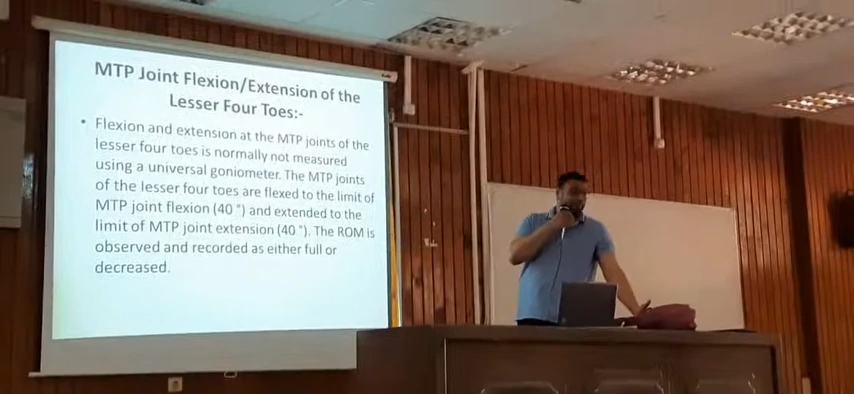 MTP Joint Flexion/Extension of the
Lesser Four Toes:-
• Flexion and extension at the MTP joints of the
lesser four toes is normally not measured
using a universal goniometer. The MTP joints
of the lesser four toes are flexed to the limit of
MTP joint flexion (40 °) and extended to the
limit of MTP joint extension (40 °). The ROM is
observed and recorded as either full or
decreased.